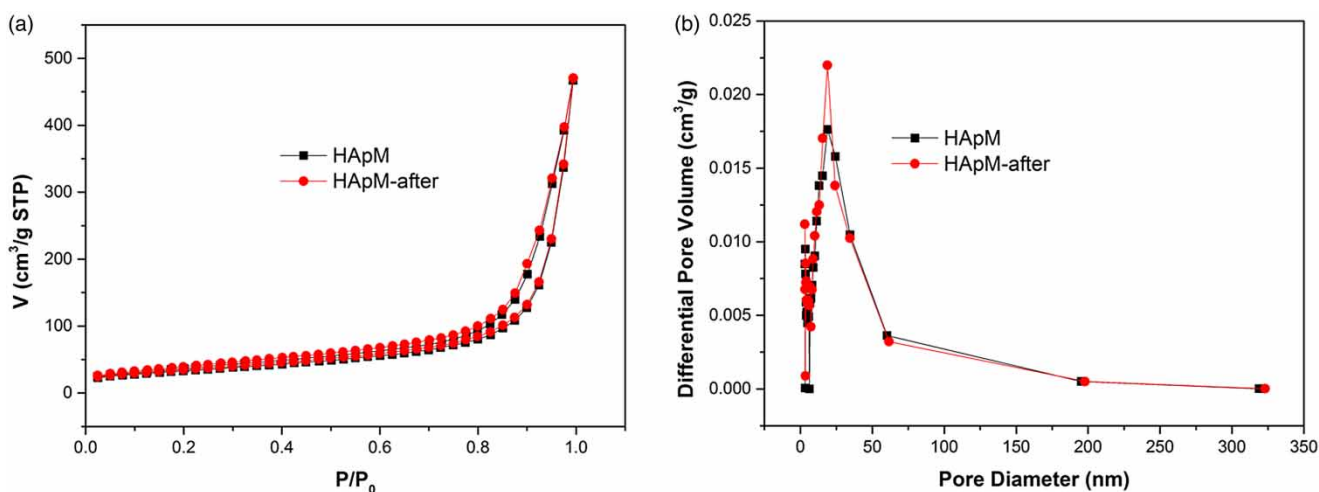 (a)
500
400
300
200
100
0
V (cm³/g STP)
HApM
HApM-after
0.0 0.2 0.4 0.6 0.8 1.0
P/P₀
(b)
0.025
0.020
0.015
0.010
0.005
0.000
Differential Pore Volume (cm³/g)
HApM
HApM-after
0 50 100 150 200 250 300 350
Pore Diameter (nm)